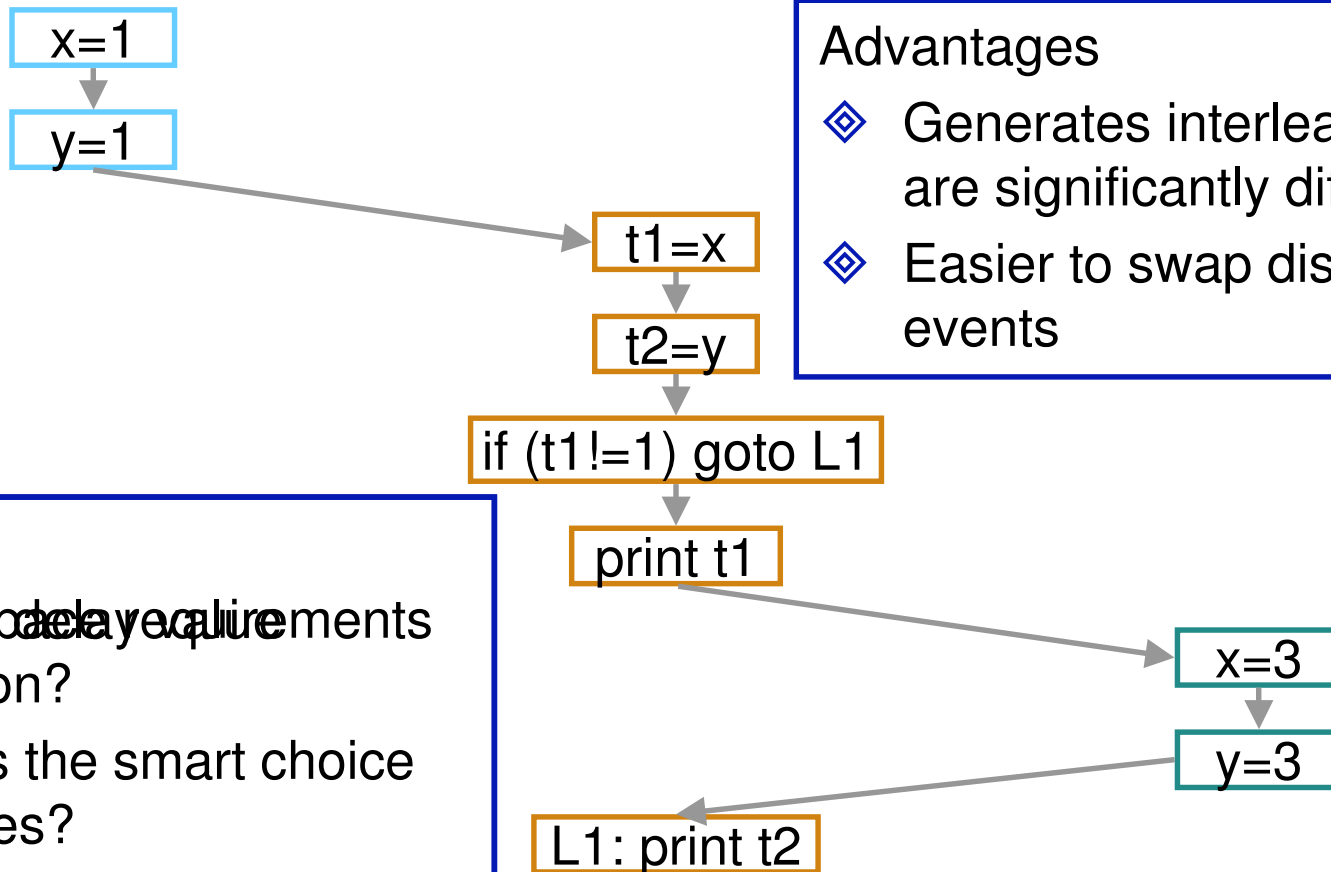 x=1
y=1
Advantages
Generates interlea
are significantly dif
Easier to swap dis
events
t1=x
t2=y
if (t1!=1) goto L1
print t1
x=3
y=3
L1: print t2
on?
s the smart choice
es?